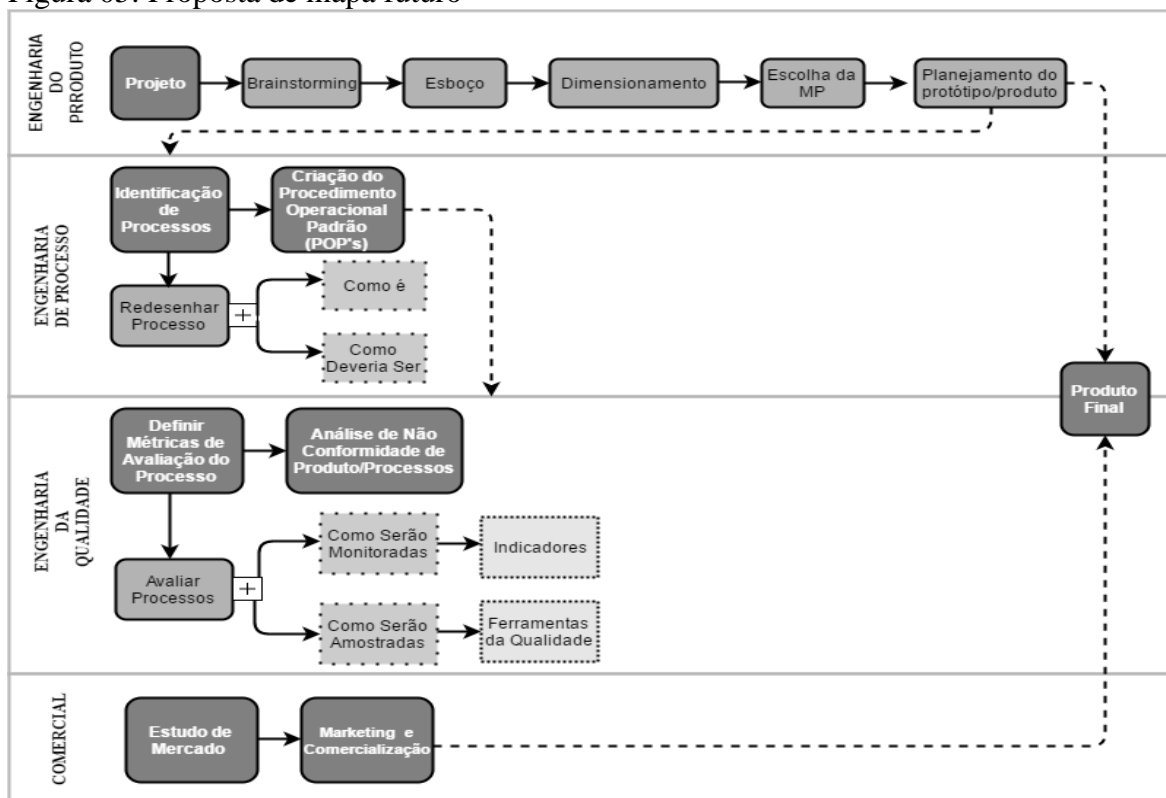 Figura 05: Proposta de mapa futuro
ENGENHARIA
DO
PRRODUTO
Projeto
Brainstorming
Esboço
Dimensionamento
Escolha da
MP
Planejamento do
protótipo/produto
ENGENHARIA
DE PROCESSO
Identificação
de
Processos
Criação do
Procedimento
Operacional
Padrão
(POP's)
Redesenhar
Processo
Como é
Como
Deveria Ser
Produto
Final
ENGENHARIA
DA
QUALIDADE
Definir
Métricas de
Avaliação do
Processo
Análise de Não
Conformidade de
Produto/Processos
Avaliar
Processos
Como Serão
Monitoradas
Indicadores
Como Serão
Amostradas
Ferramentas
da Qualidade
COMERCIAL
Estudo de
Mercado
Marketing e
Comercialização